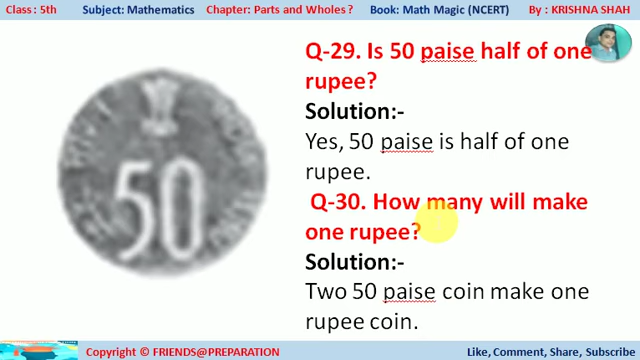 Class : 5th Subject: Mathematics Chapter: Parts and Wholes ? Book: Math Magic (NCERT) By : KRISHNA SHAH
Q-29. Is 50 paise half of one
rupee?
Solution:-
Yes, 50 paise is half of one
rupee.
Q-30. How many will make
one rupee?
Solution:-
Two 50 paise coin make one
rupee coin.
50
Copyright © FRIENDS@PREPARATION Like, Comment, Share, Subscribe